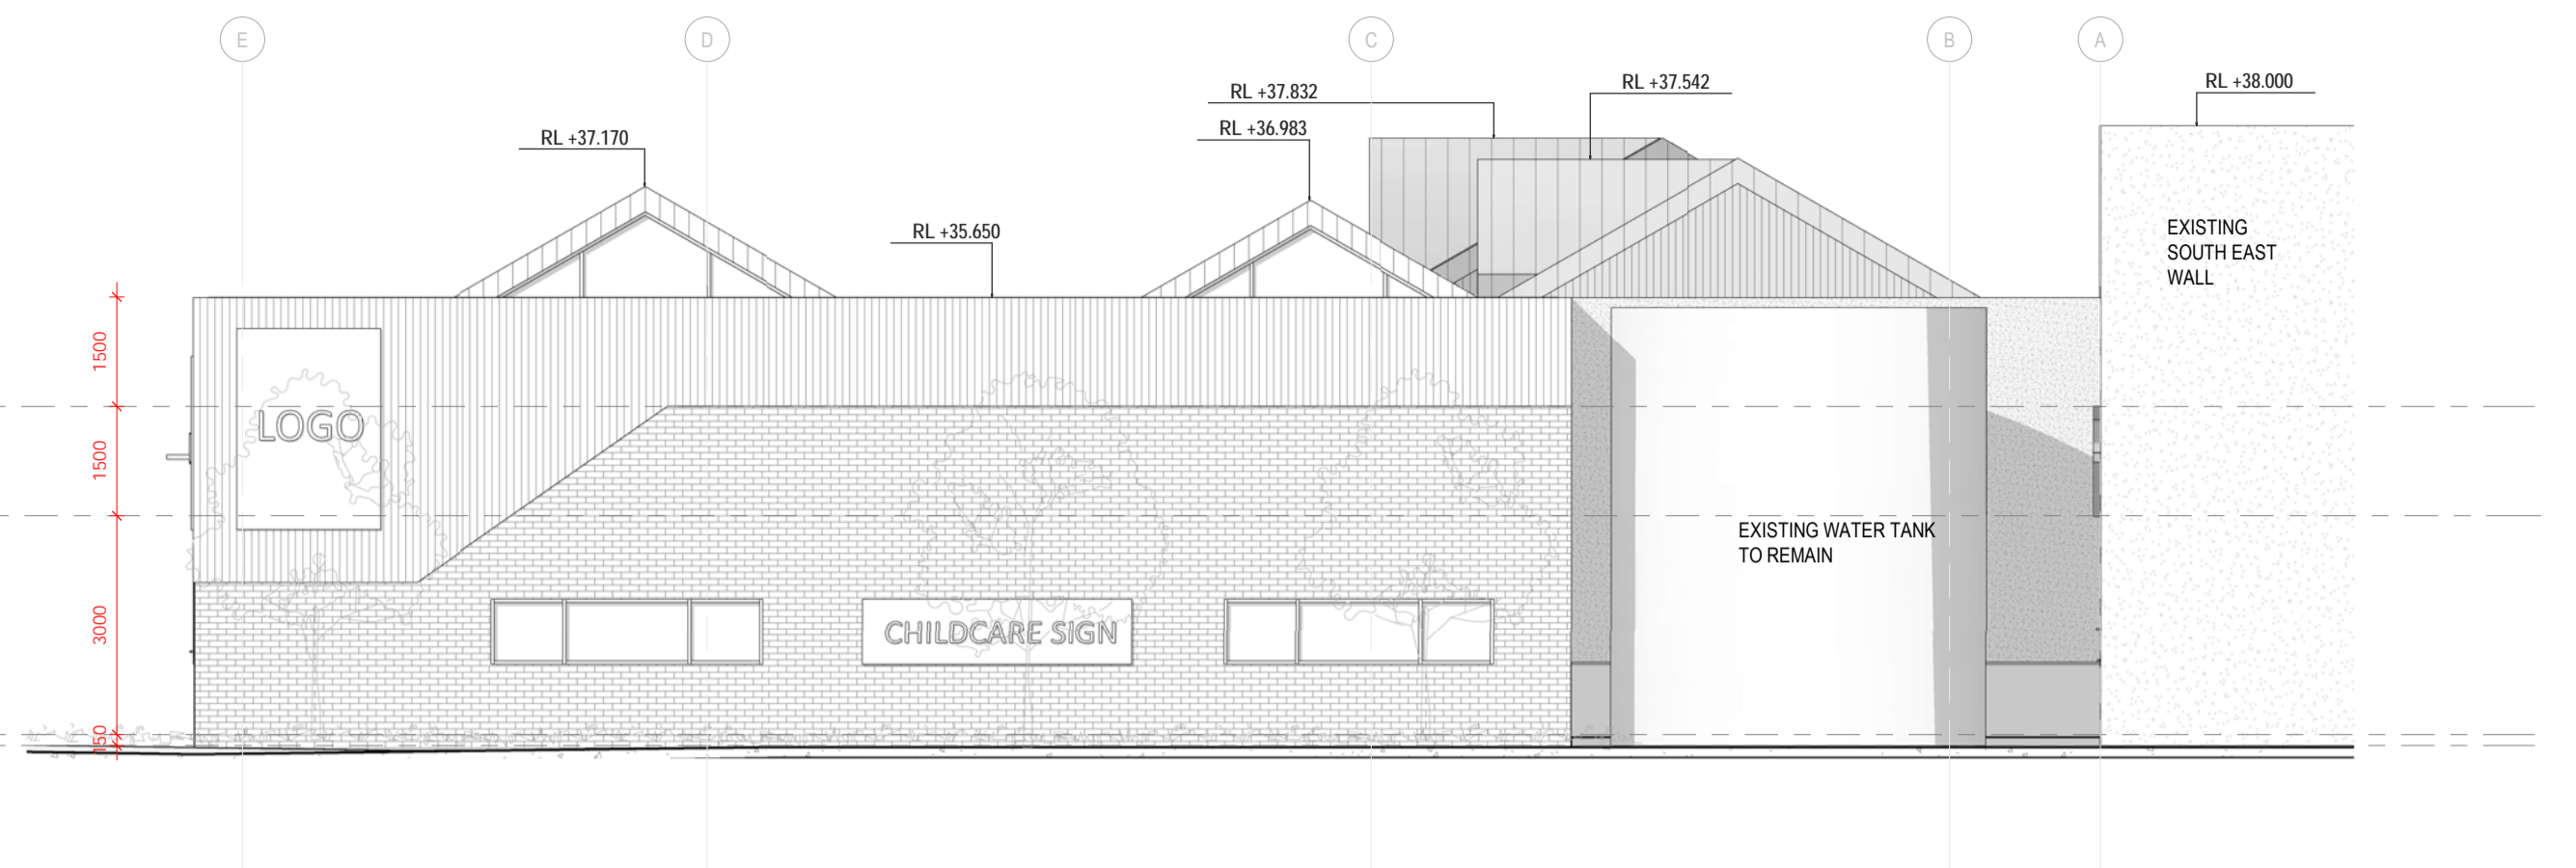 E
D
C
B
A
RL +37.832
RL +37.542
RL +38.000
RL +36.983
RL +37.170
RL +35.650
EXISTING
SOUTH EAST
WALL
1500
LOGO
1500
EXISTING WATER TANK
TO REMAIN
3000
CHILDCARE SIGN
150